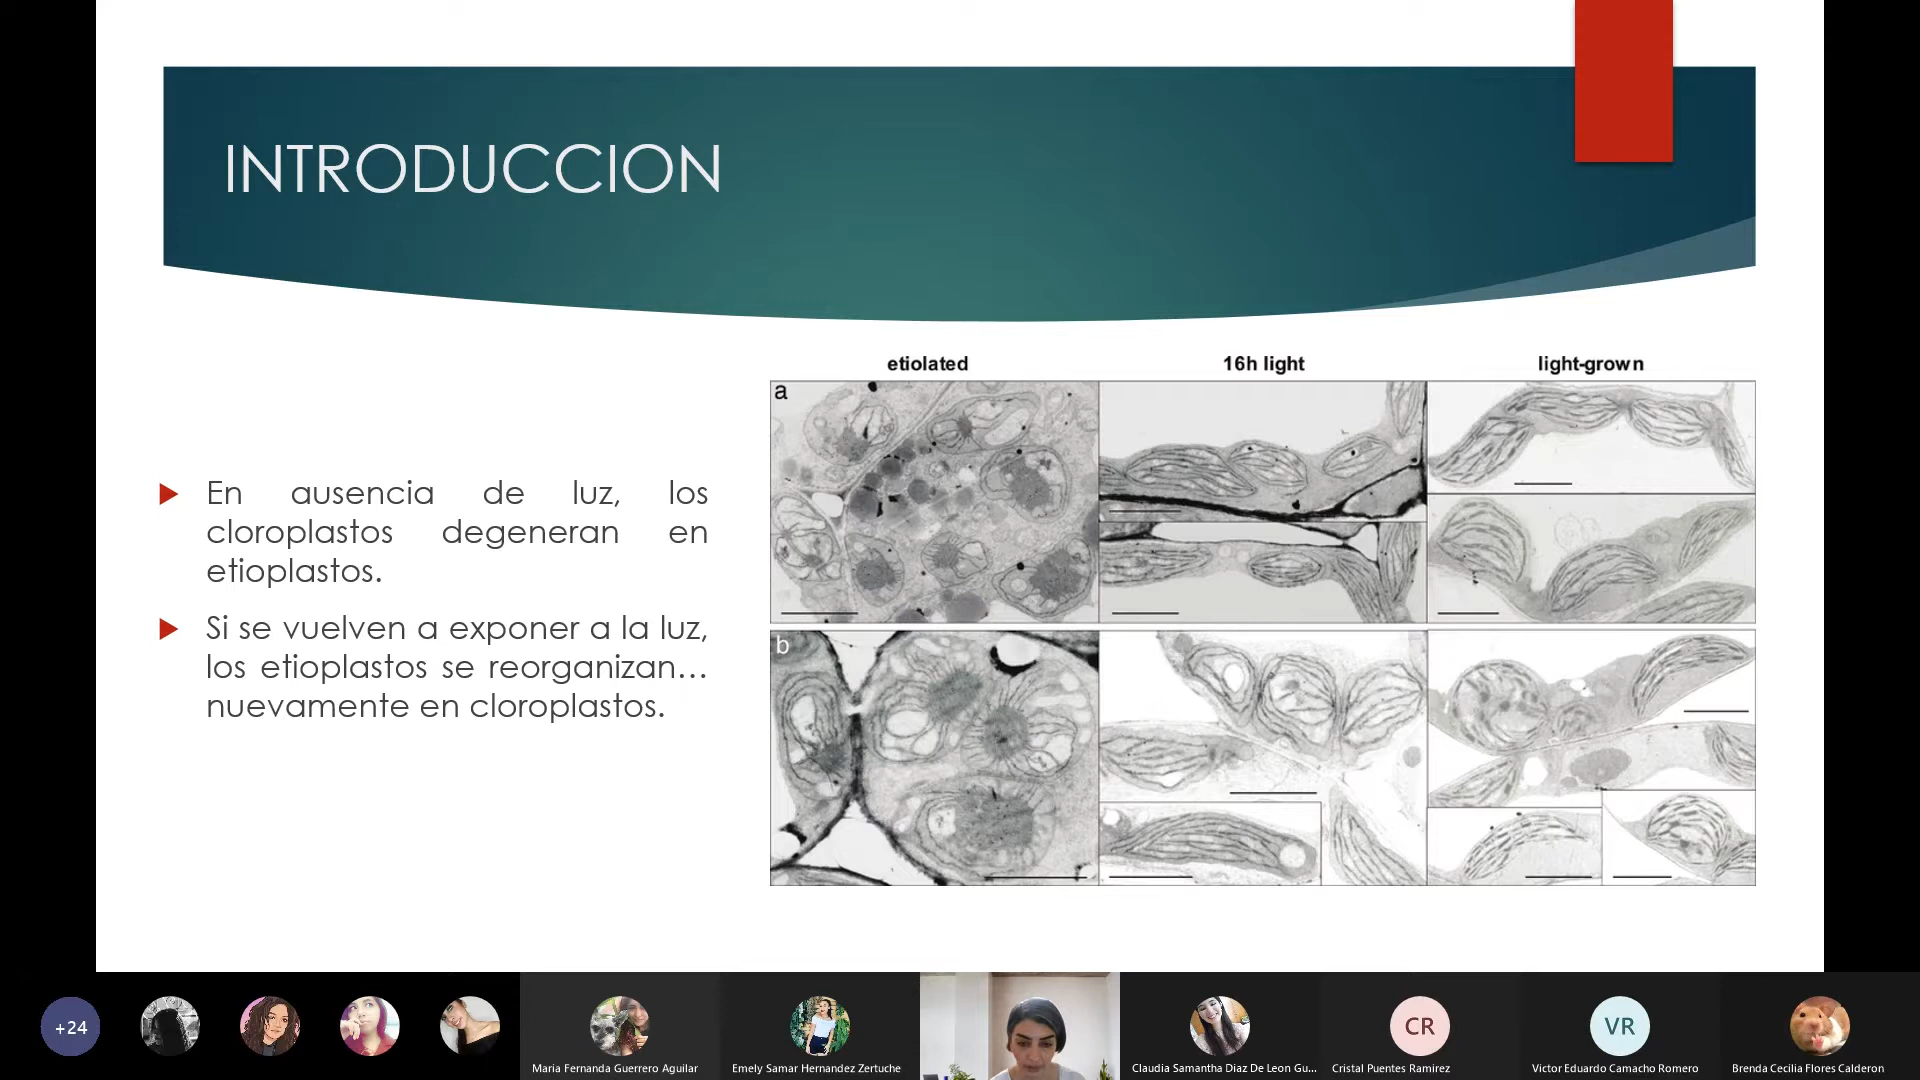 INTRODUCCION
En ausencia de luz, los
cloroplastos degeneran en
etioplastos.
Si se vuelven a exponer a la luz,
los etioplastos se reorganizan...
nuevamente en cloroplastos.
etiolated 16h light light-grown
a
b
+24
Maria Fernanda Guerrero Aguilar
Emely Samar Hernandez Zertuche
Claudia Samantha Diaz De Leon Gu...
CR
Cristal Puentes Ramirez
VR
Victor Eduardo Camacho Romero
Brenda Cecilia Flores Calderon